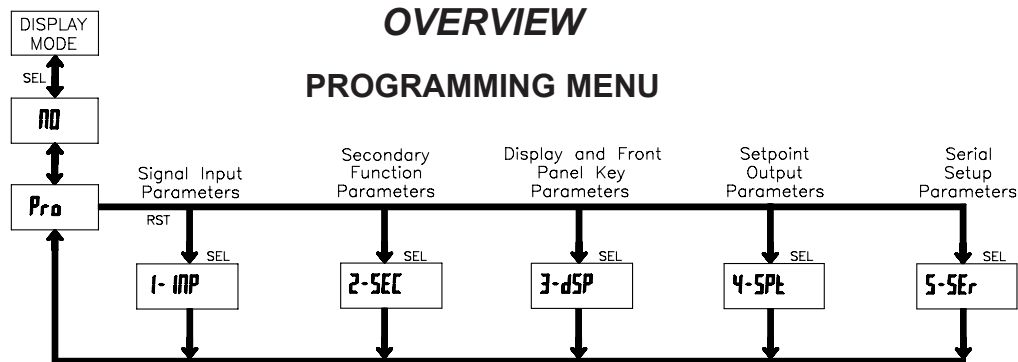 OVERVIEW
PROGRAMMING MENU
DISPLAY
MODE
SEL
NO
Pro
RST
Signal Input
Parameters
SEL
1-INP
Secondary
Function
Parameters
SEL
2-SEC
Display and Front
Panel Key
Parameters
SEL
3-dSP
Setpoint
Output
Parameters
SEL
4-SPt
Serial
Setup
Parameters
SEL
5-SEr